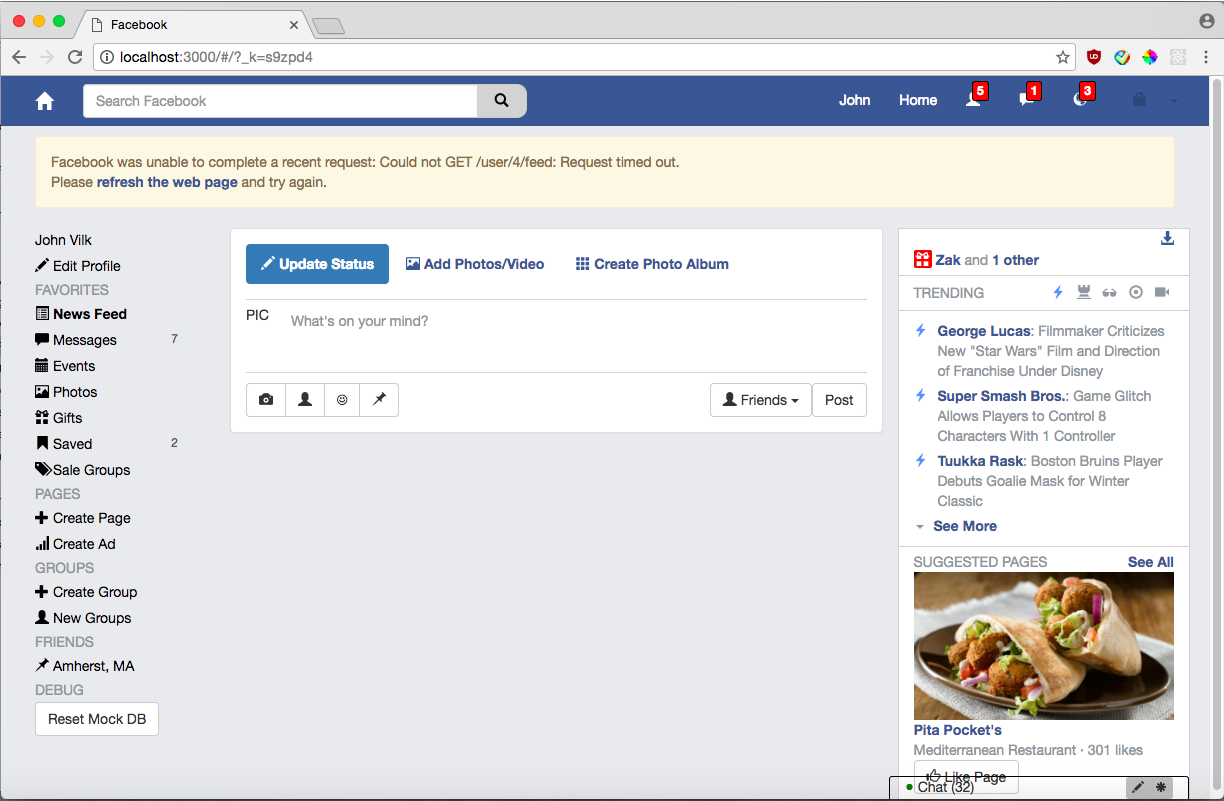 Facebook
localhost:3000/#/?_k=s9zpd4
Search Facebook
John
Home
5
1
3
Facebook was unable to complete a recent request: Could not GET /user/4/feed: Request timed out.
Please refresh the web page and try again.
John Vilk
Edit Profile
FAVORITES
News Feed
Messages 7
Events
Photos
Gifts
Saved 2
Sale Groups
PAGES
Create Page
Create Ad
GROUPS
Create Group
New Groups
FRIENDS
Amherst, MA
DEBUG
Reset Mock DB
Update Status
Add Photos/Video
Create Photo Album
PIC
What's on your mind?
Friends
Post
Zak and 1 other
TRENDING
George Lucas: Filmmaker Criticizes
New "Star Wars" Film and Direction
of Franchise Under Disney
Super Smash Bros.: Game Glitch
Allows Players to Control 8
Characters With 1 Controller
Tuukka Rask: Boston Bruins Player
Debuts Goalie Mask for Winter
Classic
See More
SUGGESTED PAGES See All
Pita Pocket's
Mediterranean Restaurant · 301 likes
Like Page
Chat (32)